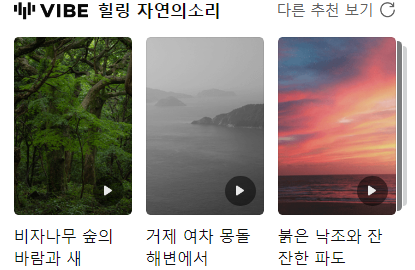 VIBE 힐링 자연의소리
다른 추천 보기
비자나무 숲의
바람과 새
거제 여차 몽돌
해변에서
붉은 낙조와 잔
잔한 파도